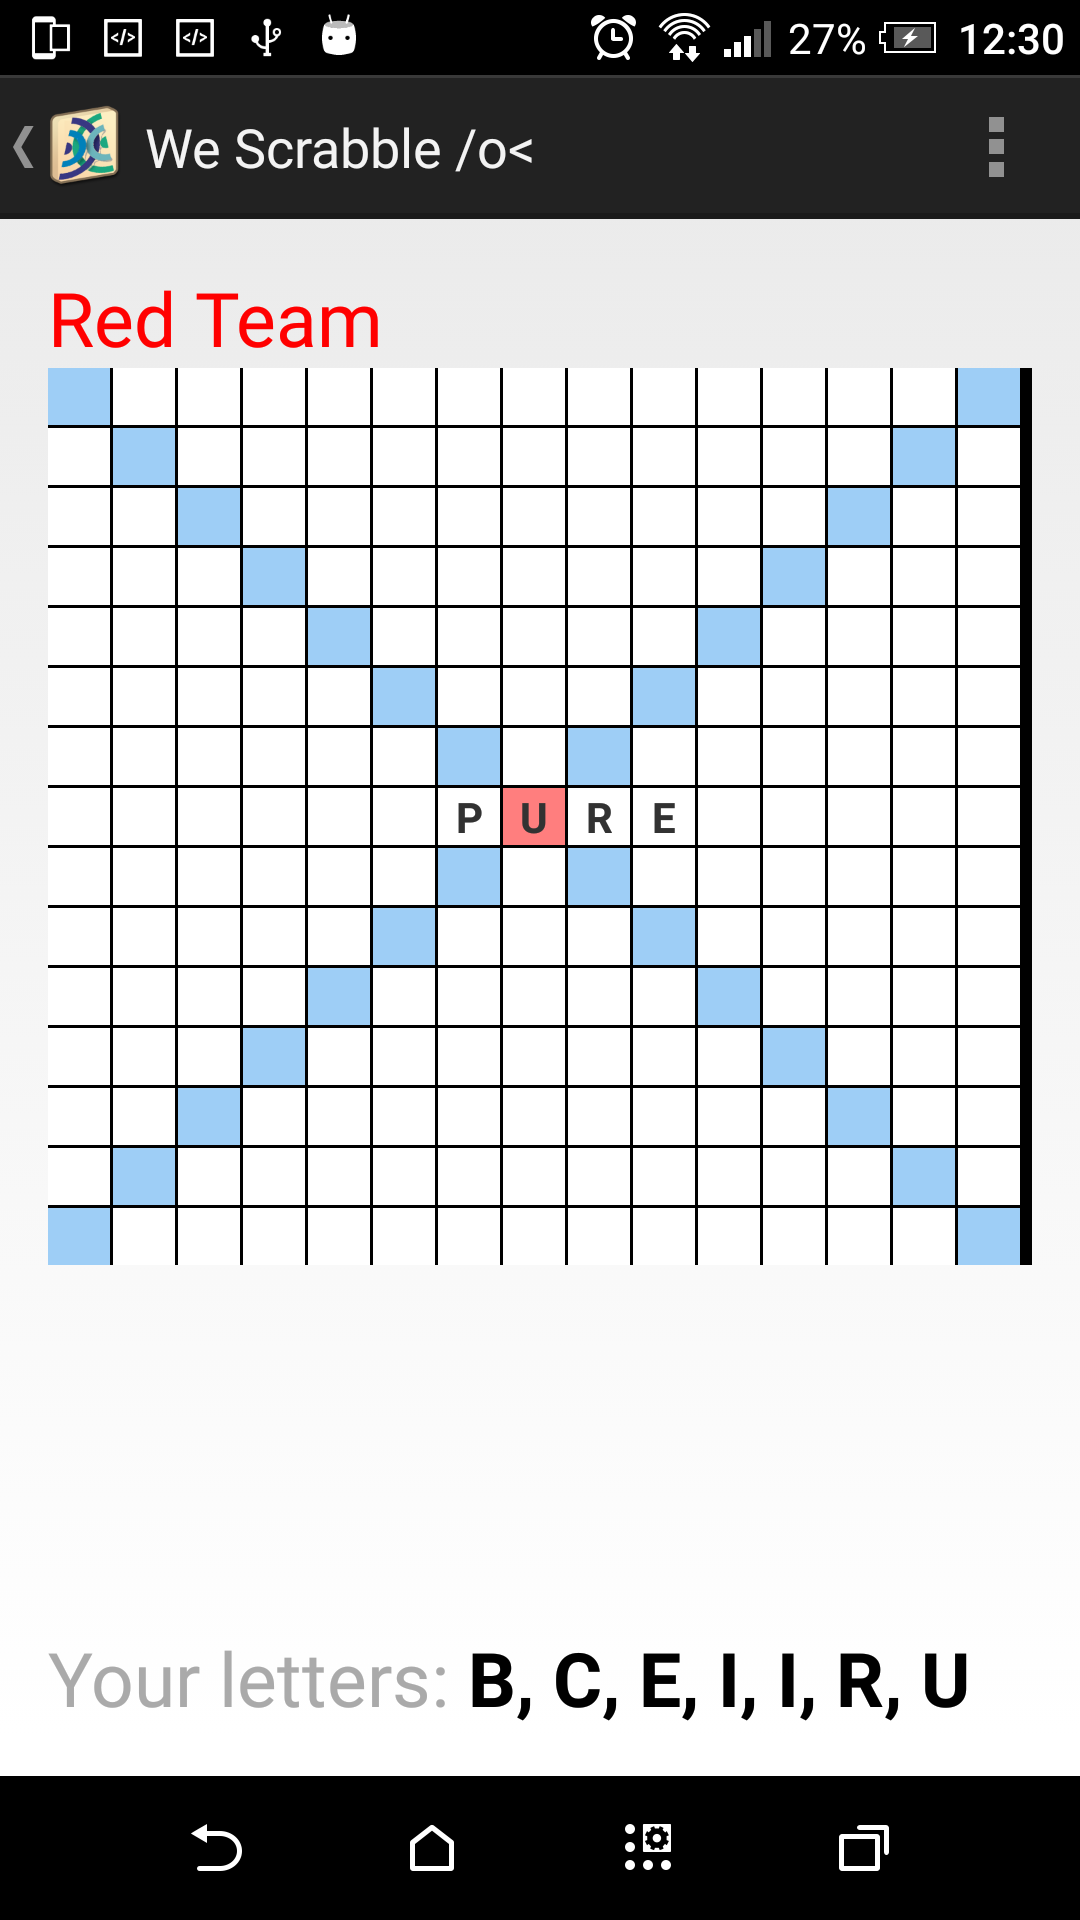 27% 12:30
We Scrabble /o<
Red Team
P U R E
Your letters: B, C, E, I, I, R, U